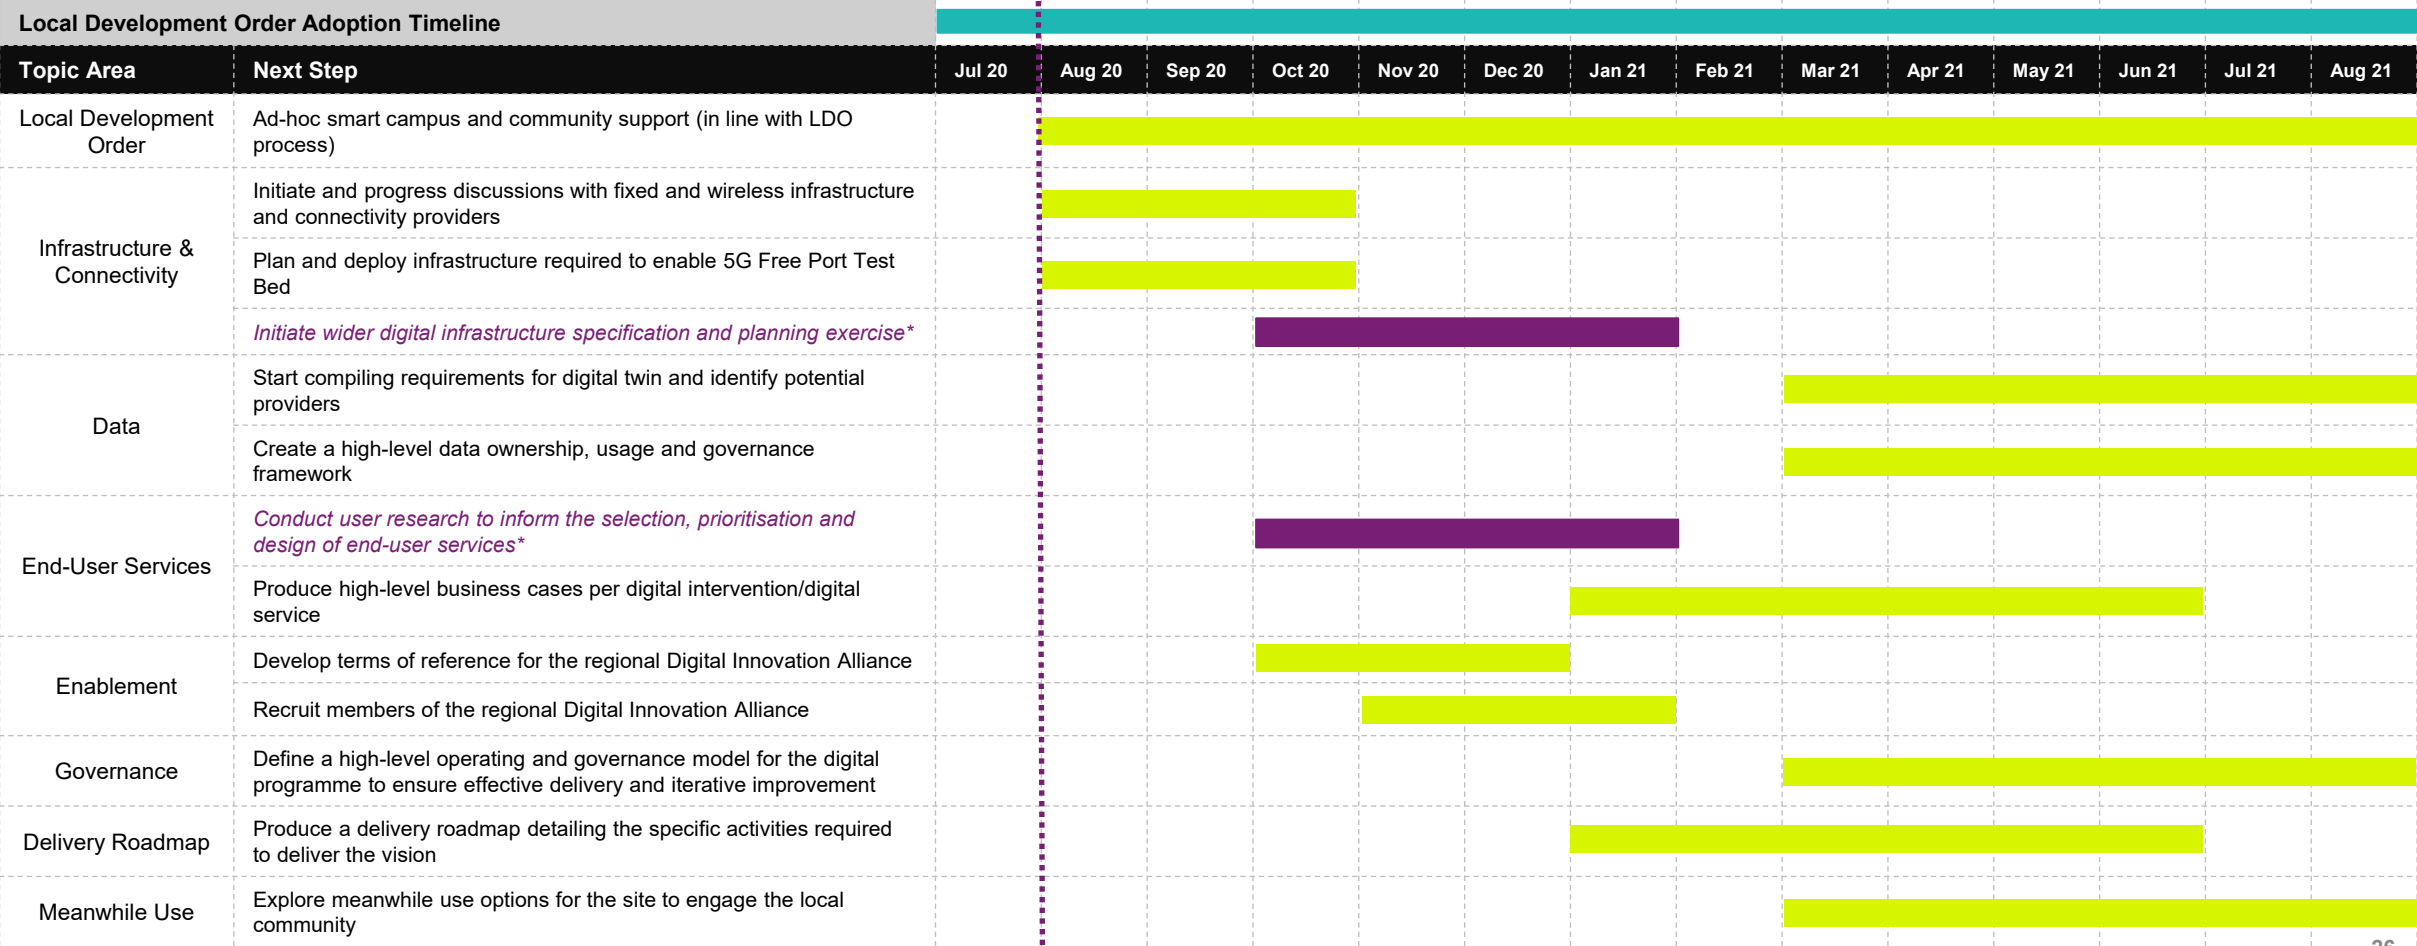 Local Development Order Adoption Timeline
Topic Area Next Step Jul 20 Aug 20 Sep 20 Oct 20 Nov 20 Dec 20 Jan 21 Feb 21 Mar 21 Apr 21 May 21 Jun 21 Jul 21 Aug 21
Local Development
Order
Ad-hoc smart campus and community support (in line with LDO
process)
Infrastructure &
Connectivity
Initiate and progress discussions with fixed and wireless infrastructure
and connectivity providers
Plan and deploy infrastructure required to enable 5G Free Port Test
Bed
Initiate wider digital infrastructure specification and planning exercise*
Data
Start compiling requirements for digital twin and identify potential
providers
Create a high-level data ownership, usage and governance
framework
End-User Services
Conduct user research to inform the selection, prioritisation and
design of end-user services*
Produce high-level business cases per digital intervention/digital
service
Enablement
Develop terms of reference for the regional Digital Innovation Alliance
Recruit members of the regional Digital Innovation Alliance
Governance
Define a high-level operating and governance model for the digital
programme to ensure effective delivery and iterative improvement
Delivery Roadmap
Produce a delivery roadmap detailing the specific activities required
to deliver the vision
Meanwhile Use
Explore meanwhile use options for the site to engage the local
community